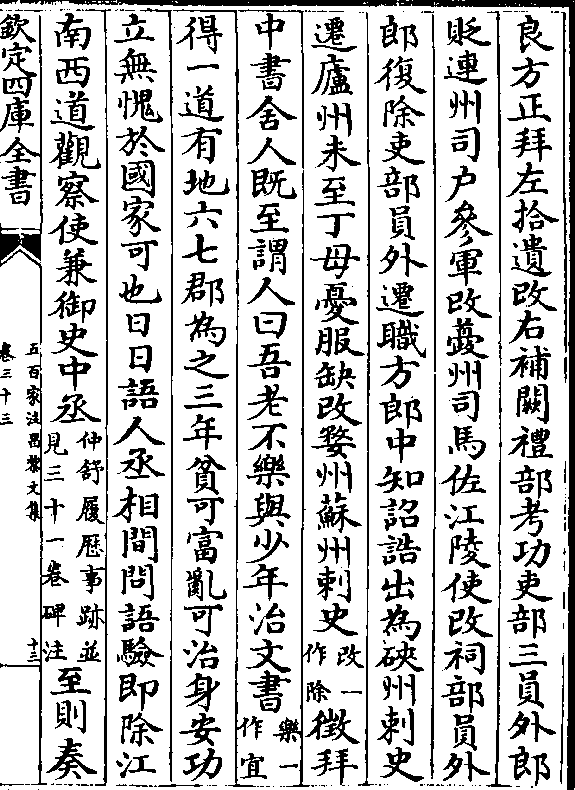 良方正拜左拾遺改右補闕禮部考功吏部三員外郎
貶連州司户參軍改夔州司馬佐江陵使改祠部員外
郎復除吏部員外遷職方郎中知詔誥出為硤州刺史
遷廬州未至丁母憂服缺改婺州蘇州刺史改一作除徵拜
中書舍人既至謂人曰吾老不樂與少年治文書樂一作宜
得一道有地六七郡為之三年貧可富亂可治身安功
立無愧於國家可也日日語人丞相間問語驗即除江
南西道觀察使兼御史中丞仲舒履歷事跡並見三十一卷碑注至則奏
欽定四庫全書
五百家注昌黎文集
卷三十三
十三